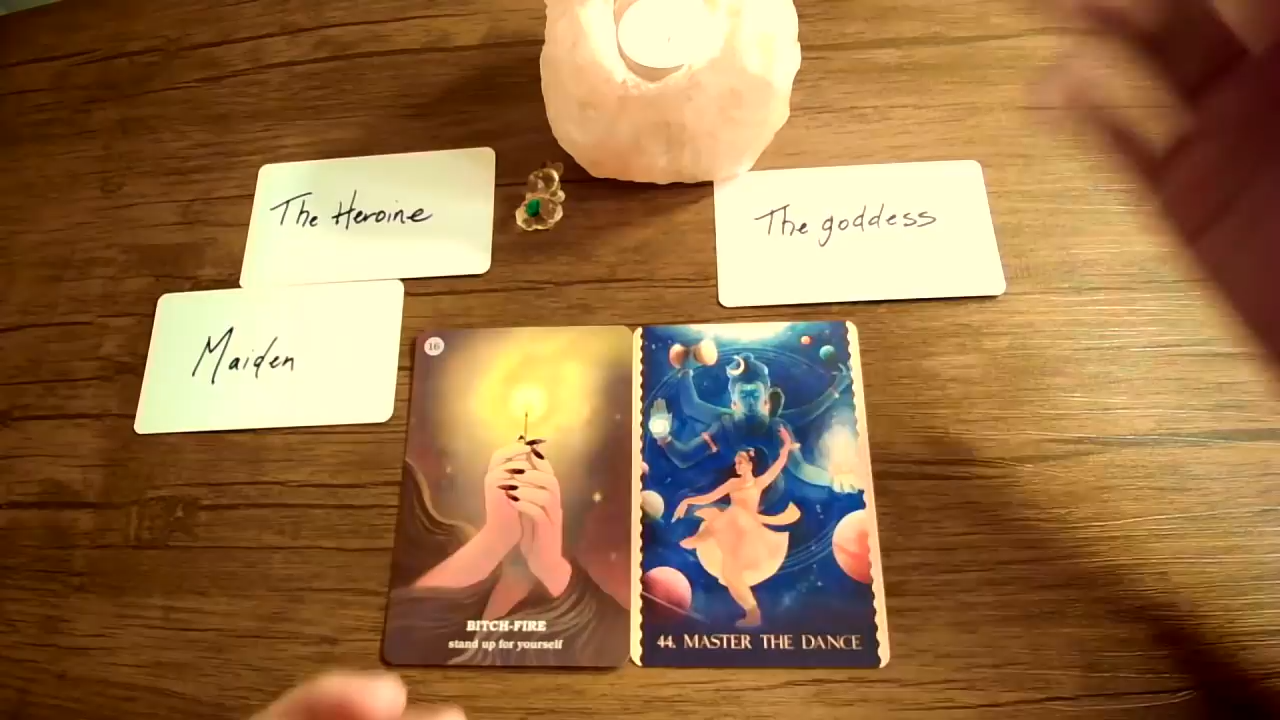 The Heroine
The goddess
Maiden
16
BITCH-FIRE
stand up for yourself
44. MASTER THE DANCE